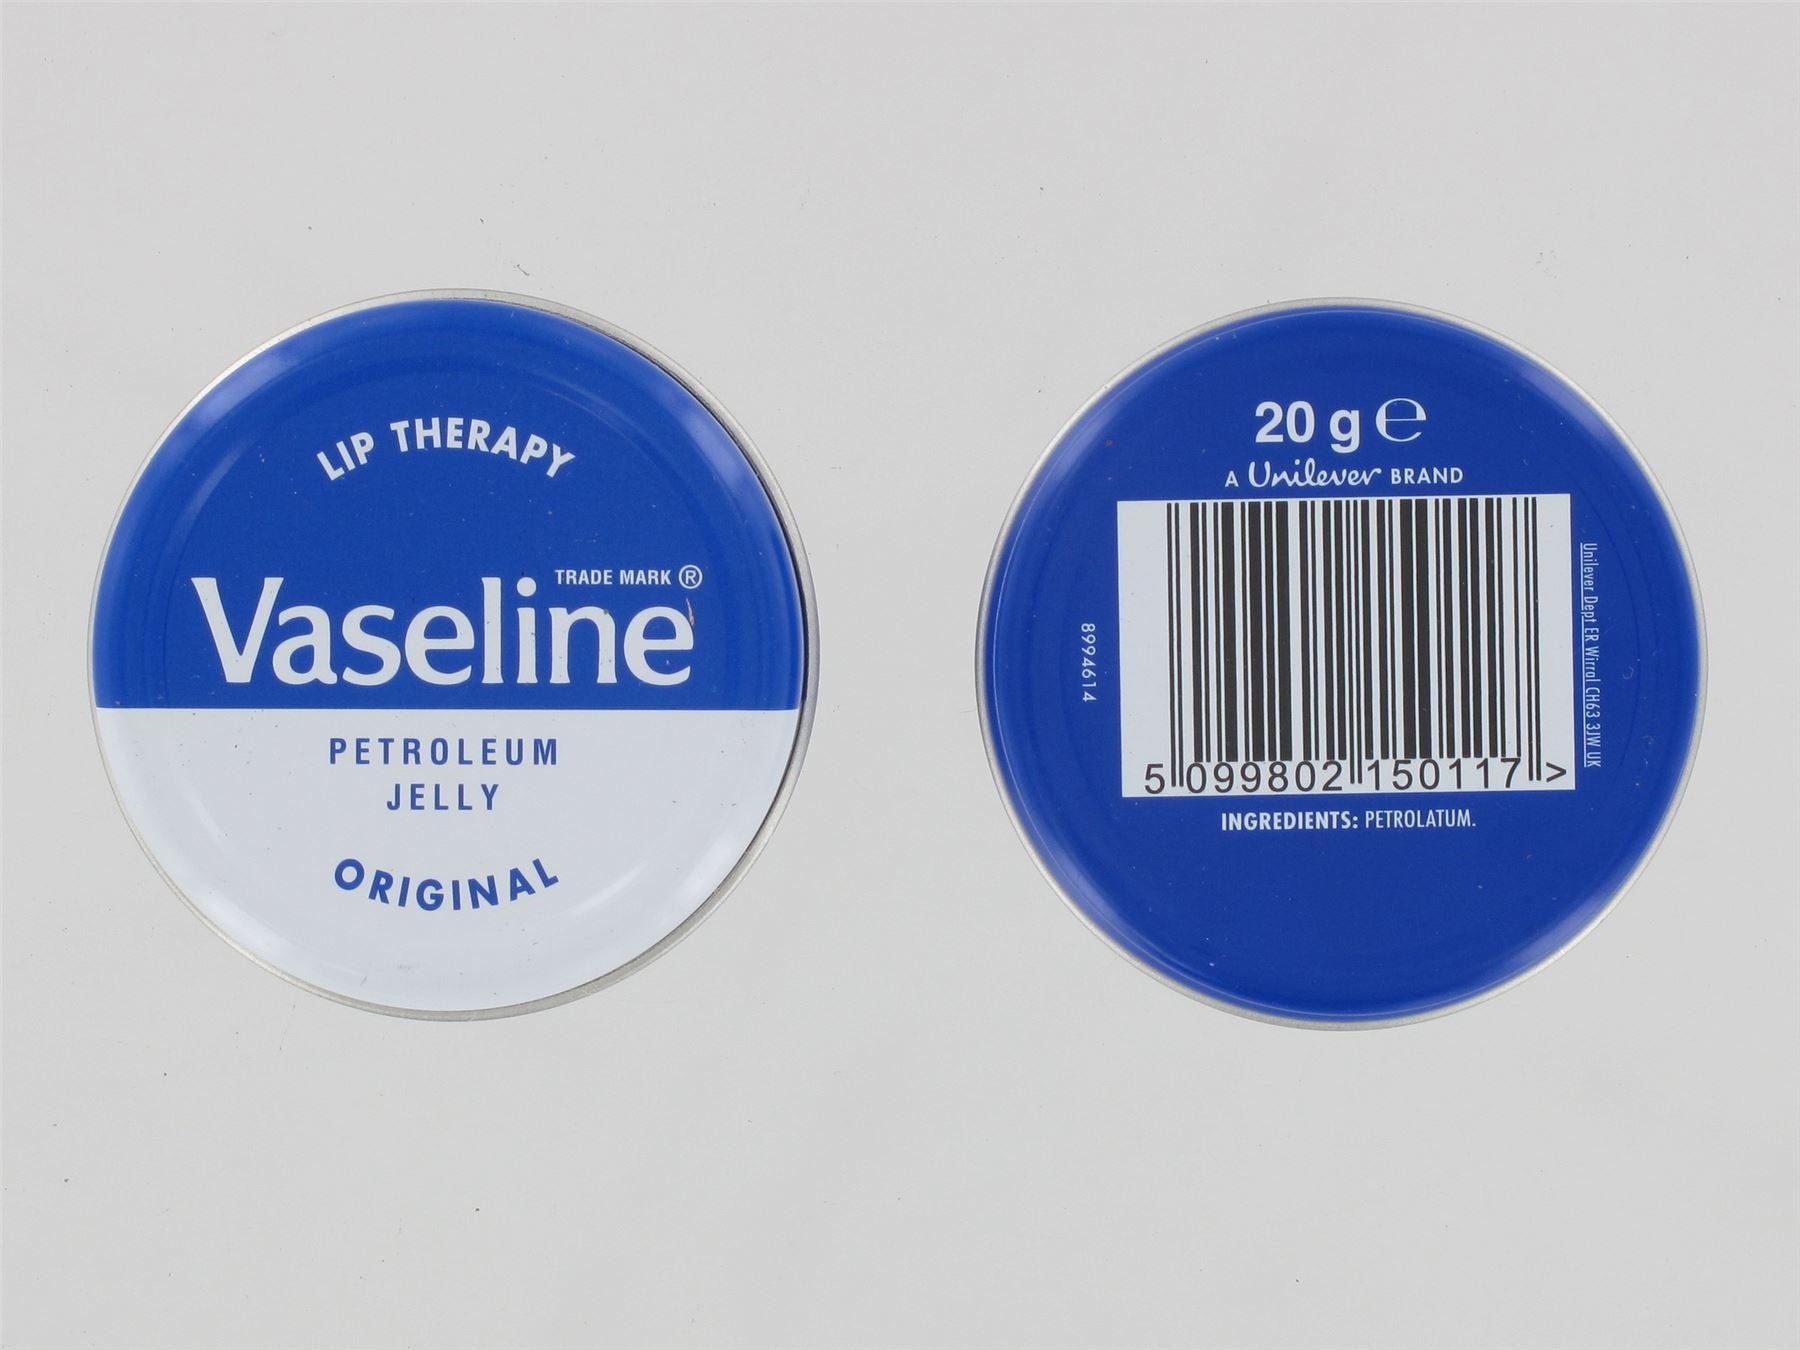 LIP THERAPY
TRADE MARK ®
Vaseline
PETROLEUM
JELLY
ORIGINAL
20 g ℮
A Unilever BRAND
8994614
Unilever Dept ER Wirral CH63 3JW UK
5 099802 150117 >
INGREDIENTS: PETROLATUM.